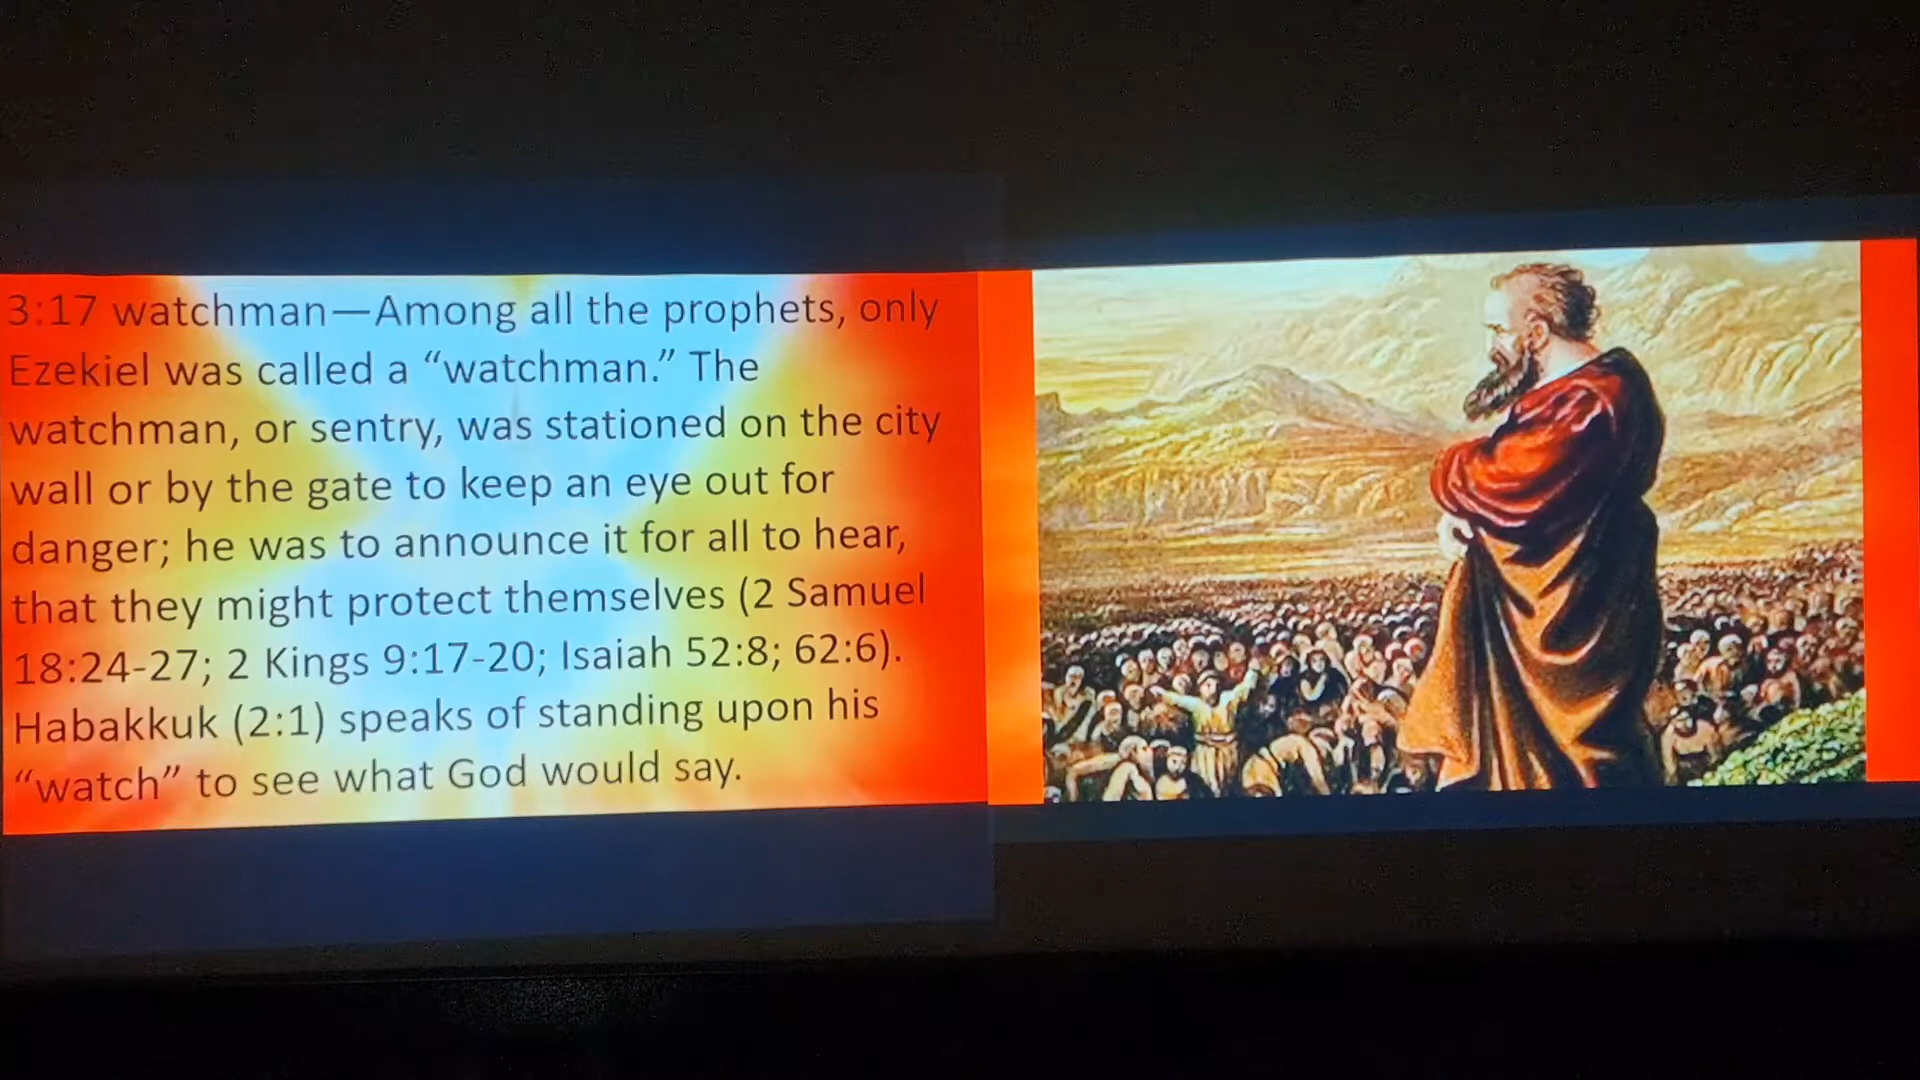 3:17 watchman—Among all the prophets, only
Ezekiel was called a “watchman.” The
watchman, or sentry, was stationed on the city
wall or by the gate to keep an eye out for
danger; he was to announce it for all to hear,
that they might protect themselves (2 Samuel
18:24-27; 2 Kings 9:17-20; Isaiah 52:8; 62:6).
Habakkuk (2:1) speaks of standing upon his
“watch” to see what God would say.